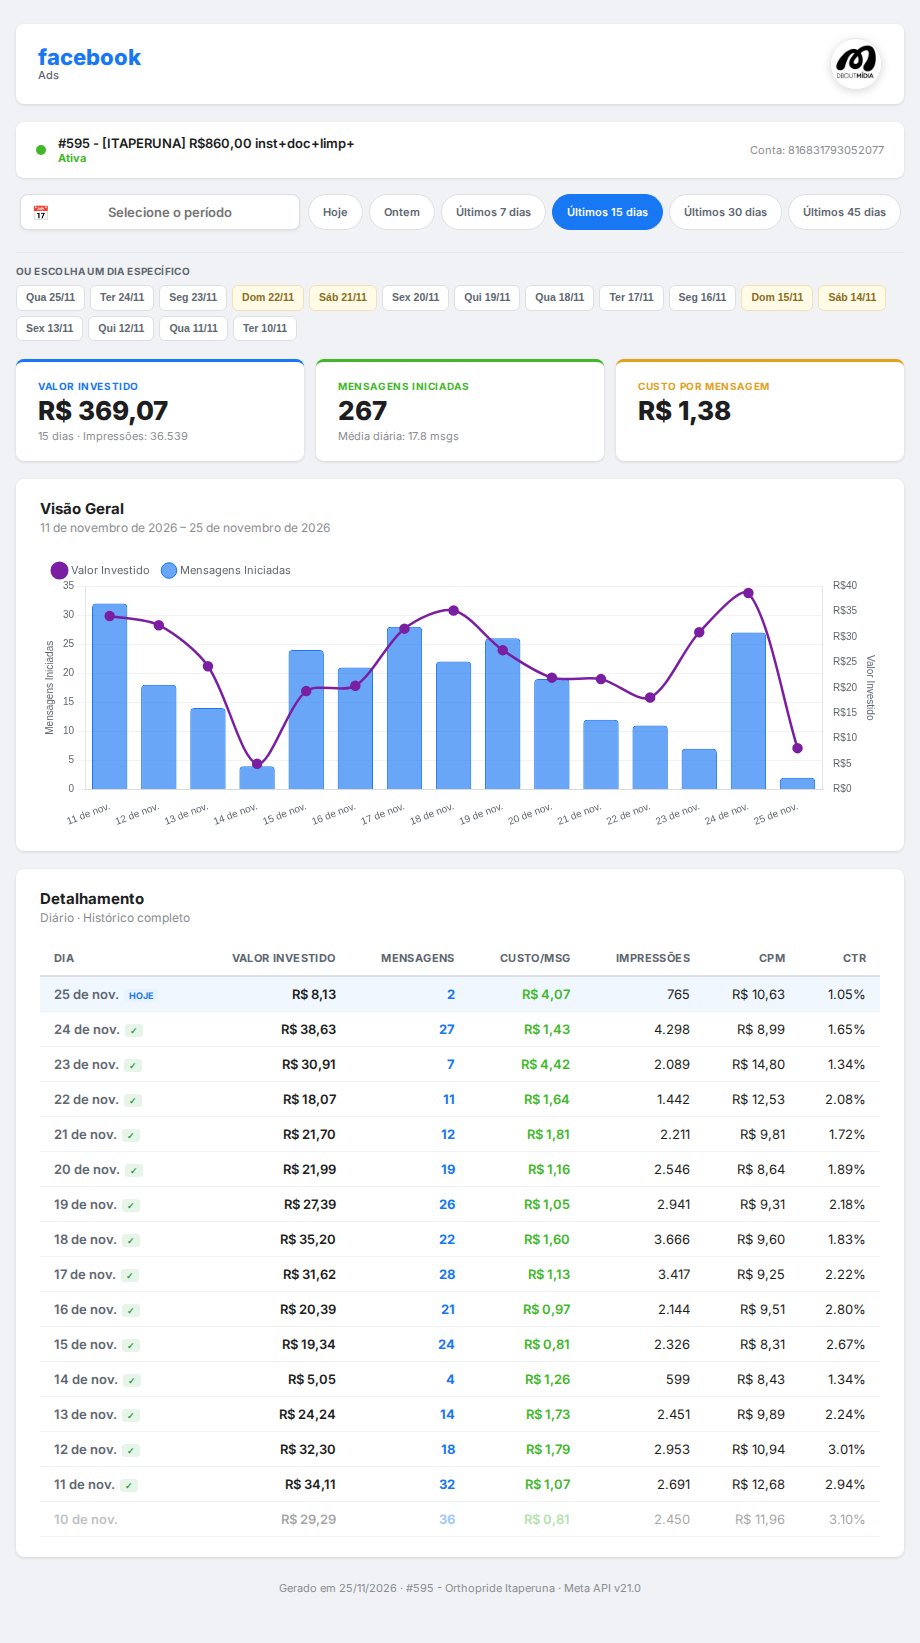 facebook
Ads
DBOUTMÍDIA
#595 - [ITAPERUNA] R$860,00 inst+doc+limp+
Ativa
Conta: 816831793052077
Selecione o período
Hoje
Ontem
Últimos 7 dias
Últimos 15 dias
Últimos 30 dias
Últimos 45 dias
OU ESCOLHA UM DIA ESPECÍFICO
Qua 25/11 Ter 24/11 Seg 23/11 Dom 22/11 Sáb 21/11 Sex 20/11 Qui 19/11 Qua 18/11 Ter 17/11 Seg 16/11 Dom 15/11 Sáb 14/11
Sex 13/11 Qui 12/11 Qua 11/11 Ter 10/11
VALOR INVESTIDO
R$ 369,07
15 dias · Impressões: 36.539
MENSAGENS INICIADAS
267
Média diária: 17.8 msgs
CUSTO POR MENSAGEM
R$ 1,38
Visão Geral
11 de novembro de 2026 – 25 de novembro de 2026
Valor Investido Mensagens Iniciadas
Mensagens Iniciadas
35
30
25
20
15
10
5
0
R$40
R$35
R$30
R$25
R$20
R$15
R$10
R$5
R$0
Valor Investido
11 de nov. 12 de nov. 13 de nov. 14 de nov. 15 de nov. 16 de nov. 17 de nov. 18 de nov. 19 de nov. 20 de nov. 21 de nov. 22 de nov. 23 de nov. 24 de nov. 25 de nov.
Detalhamento
Diário · Histórico completo
DIA VALOR INVESTIDO MENSAGENS CUSTO/MSG IMPRESSÕES CPM CTR
25 de nov. HOJE R$ 8,13 2 R$ 4,07 765 R$ 10,63 1.05%
24 de nov. ✓ R$ 38,63 27 R$ 1,43 4.298 R$ 8,99 1.65%
23 de nov. ✓ R$ 30,91 7 R$ 4,42 2.089 R$ 14,80 1.34%
22 de nov. ✓ R$ 18,07 11 R$ 1,64 1.442 R$ 12,53 2.08%
21 de nov. ✓ R$ 21,70 12 R$ 1,81 2.211 R$ 9,81 1.72%
20 de nov. ✓ R$ 21,99 19 R$ 1,16 2.546 R$ 8,64 1.89%
19 de nov. ✓ R$ 27,39 26 R$ 1,05 2.941 R$ 9,31 2.18%
18 de nov. ✓ R$ 35,20 22 R$ 1,60 3.666 R$ 9,60 1.83%
17 de nov. ✓ R$ 31,62 28 R$ 1,13 3.417 R$ 9,25 2.22%
16 de nov. ✓ R$ 20,39 21 R$ 0,97 2.144 R$ 9,51 2.80%
15 de nov. ✓ R$ 19,34 24 R$ 0,81 2.326 R$ 8,31 2.67%
14 de nov. ✓ R$ 5,05 4 R$ 1,26 599 R$ 8,43 1.34%
13 de nov. ✓ R$ 24,24 14 R$ 1,73 2.451 R$ 9,89 2.24%
12 de nov. ✓ R$ 32,30 18 R$ 1,79 2.953 R$ 10,94 3.01%
11 de nov. ✓ R$ 34,11 32 R$ 1,07 2.691 R$ 12,68 2.94%
10 de nov. R$ 29,29 36 R$ 0,81 2.450 R$ 11,96 3.10%
Gerado em 25/11/2026 · #595 - Orthopride Itaperuna · Meta API v21.0